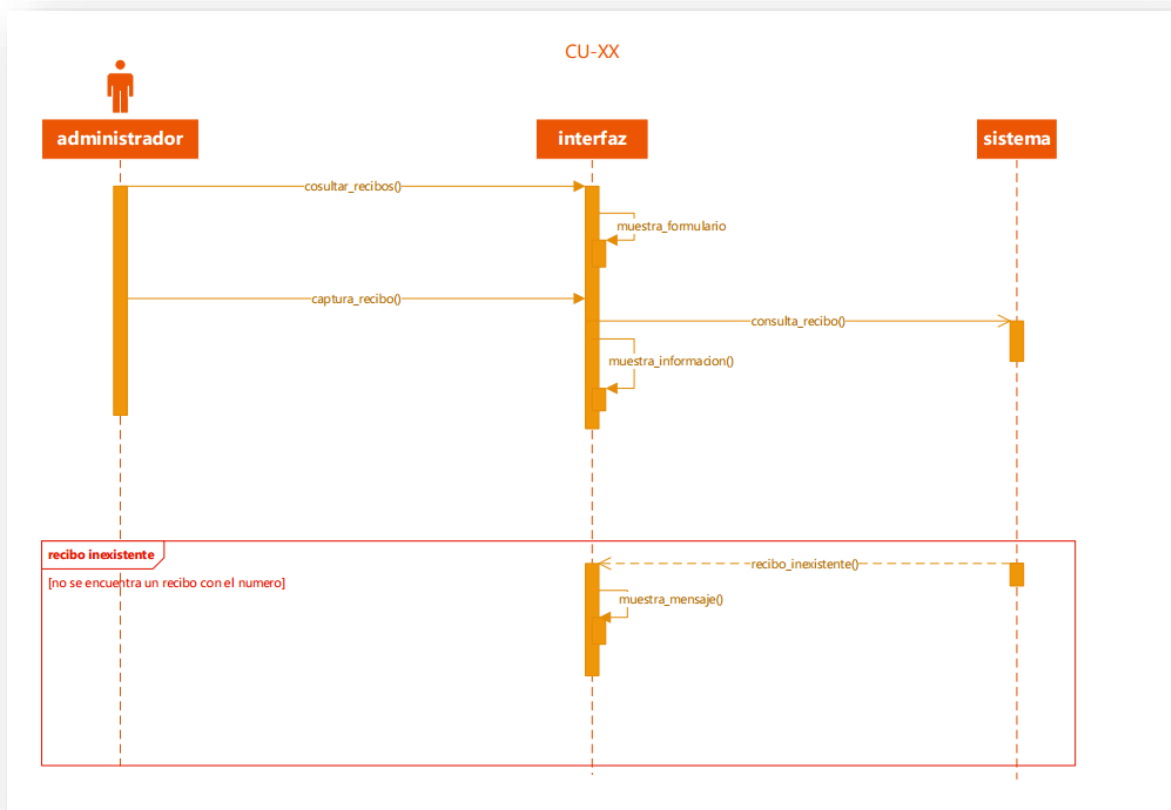 CU-XX
administrador
interfaz
sistema
cosultar_recibos()
muestra_formulario
captura_recibo()
consulta_recibo()
muestra_informacion()
recibo inexistente
[no se encuentra un recibo con el numero]
recibo_inexistente()
muestra_mensaje()